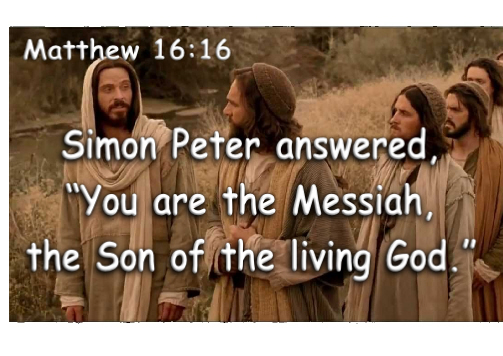 Matthew 16:16
Simon Peter answered,
“You are the Messiah,
the Son of the living God.”